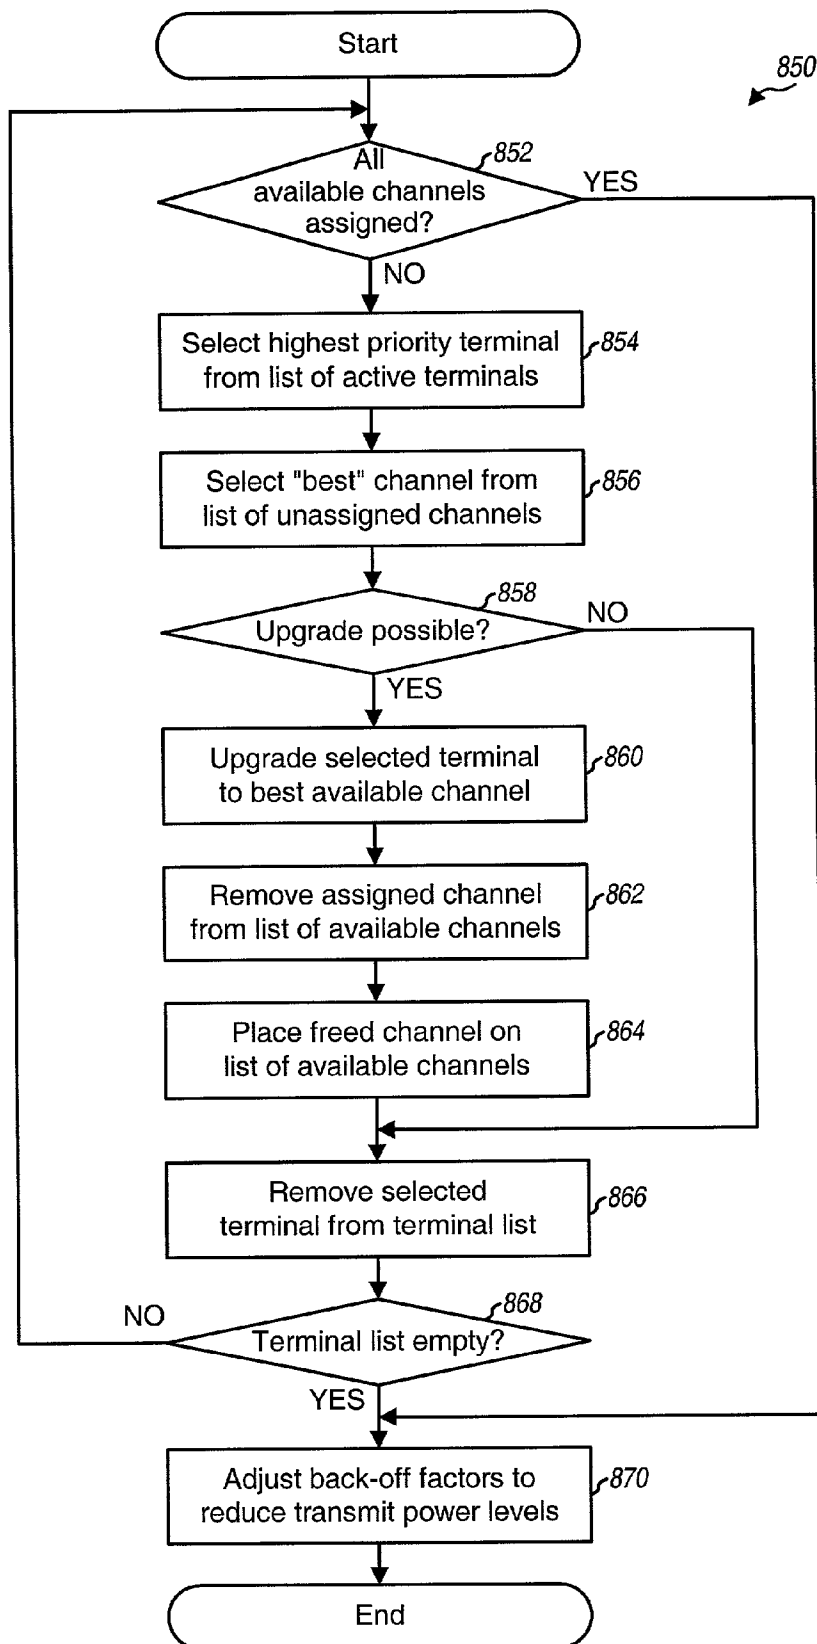 Start
850
852
All
available channels
assigned?
YES
NO
Select highest priority terminal
from list of active terminals
854
Select "best" channel from
list of unassigned channels
856
858
Upgrade possible?
NO
YES
Upgrade selected terminal
to best available channel
860
Remove assigned channel
from list of available channels
862
Place freed channel on
list of available channels
864
Remove selected
terminal from terminal list
866
868
NO
Terminal list empty?
YES
Adjust back-off factors to
reduce transmit power levels
870
End